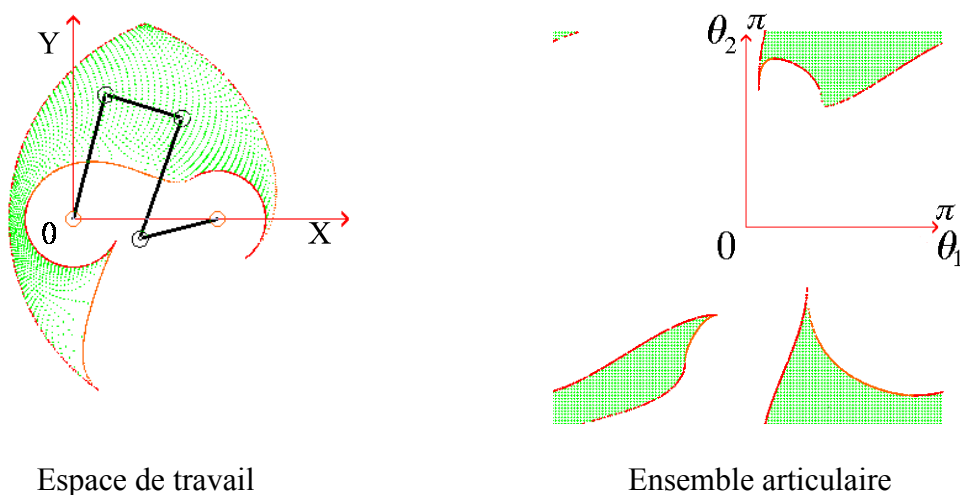 Y
0
X
θ₂
π
0
π
θ₁
Espace de travail
Ensemble articulaire